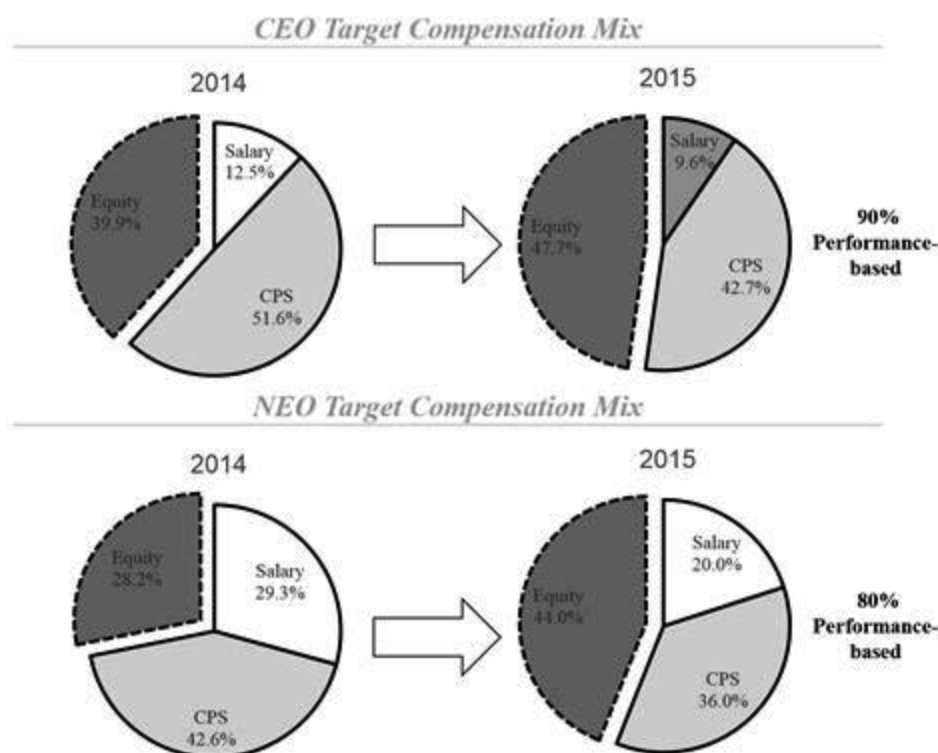 CEO Target Compensation Mix
2014
2015
Salary
12.5%
Equity
39.9%
CPS
51.6%
Salary
9.6%
Equity
47.7%
CPS
42.7%
90%
Performance-
based
NEO Target Compensation Mix
2014
2015
Equity
28.2%
Salary
29.3%
CPS
42.6%
Salary
20.0%
Equity
44.0%
CPS
36.0%
80%
Performance-
based